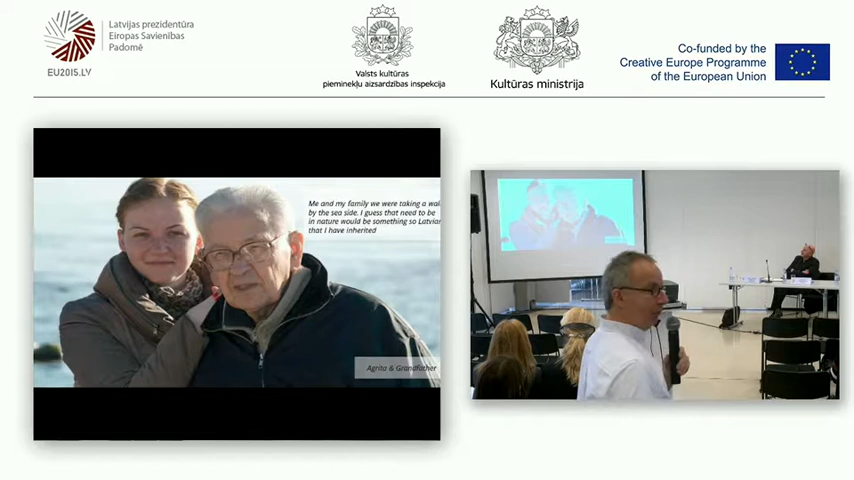 Latvijas prezidentūra
Eiropas Savienības
Padomē
EU2015.LV
Valsts kultūras
pieminekļu aizsardzības inspekcija
Kultūras ministrija
Co-funded by the
Creative Europe Programme
of the European Union
Me and my family we were taking a
by the sea side. I guess that need to be
in nature would be something so Latvian
that I have inherited
Agrita & Grandfather